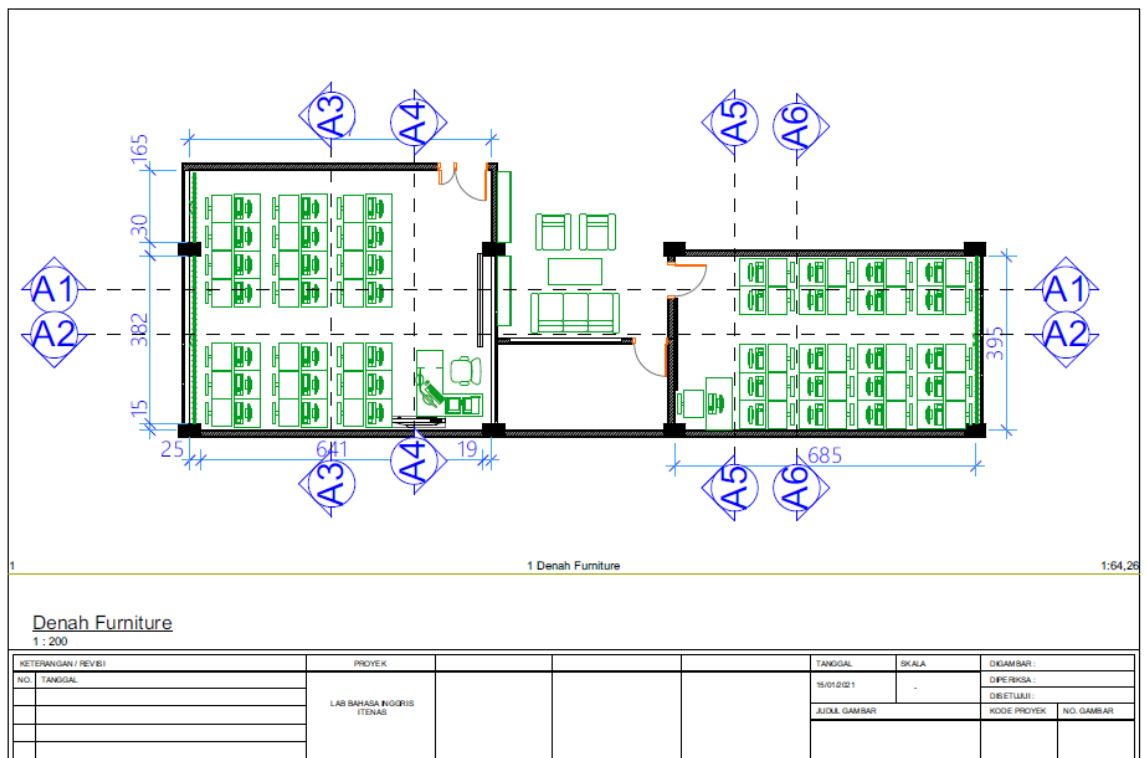 A3
A4
A5
A6
165
30
A1
A1
A2
382
A2
395
15
25
641
19
685
A3
A4
A5
A6
1
1 Denah Furniture
1:64,26
Denah Furniture
1 : 200
KETERANGAN / REVISI
PROYEK
TANGGAL
SKALA
DIGAMBAR :
NO.
TANGGAL
15/01/2021
-
DIPERIKSA :
LAB BAHASA INGGRIS
ITENAS
DISETUJUI :
JUDUL GAMBAR
KODE PROYEK
NO. GAMBAR